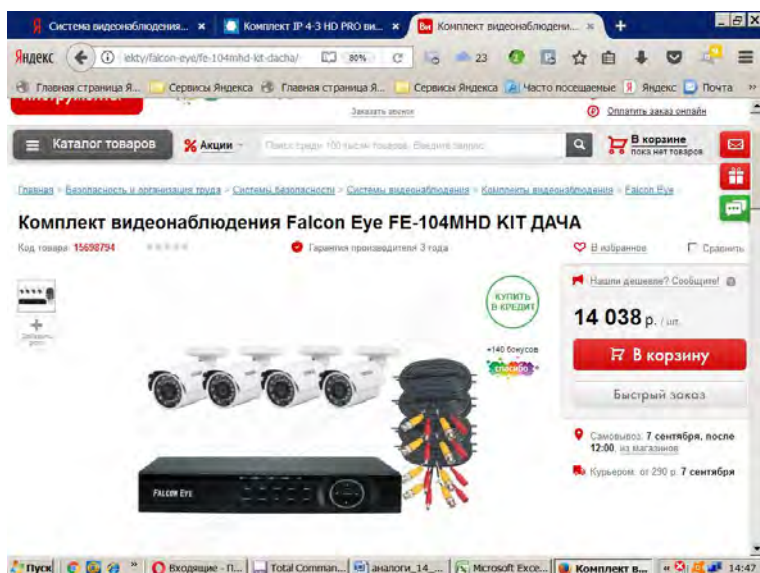 Система видеонаблюдения...
Комплект IP 4-3 HD PRO ви...
Комплект видеонаблюдени...
Яндекс
iekty/falcon-eye/fe-104mhd-kit-dacha/
80%
23
Главная страница Я...
Сервисы Яндекса
Главная страница Я...
Сервисы Яндекса
Часто посещаемые
Яндекс
Почта
Заказать звонок
Оплатить заказ онлайн
Каталог товаров
% Акции
В корзине
пока нет товаров
Главная - Безопасность и организация труда - Системы безопасности - Системы видеонаблюдения - Комплекты видеонаблюдения - Falcon Eye
Комплект видеонаблюдения Falcon Eye FE-104MHD KIT ДАЧА
Код товара: 15698794
Гарантия производителя 3 года
В избранное
Сравнить
Нашли дешевле? Сообщите!
КУПИТЬ
В КРЕДИТ
14 038 р. / шт.
+140 бонусов
спасибо
В корзину
Быстрый заказ
Самовывоз: 7 сентября, после
12:00, из магазинов
Курьером: от 290 р. 7 сентября
FALCON EYE
Пуск
Входящие - П...
Total Comman...
аналоги_14_...
Microsoft Exce...
Комплект в...
14:47